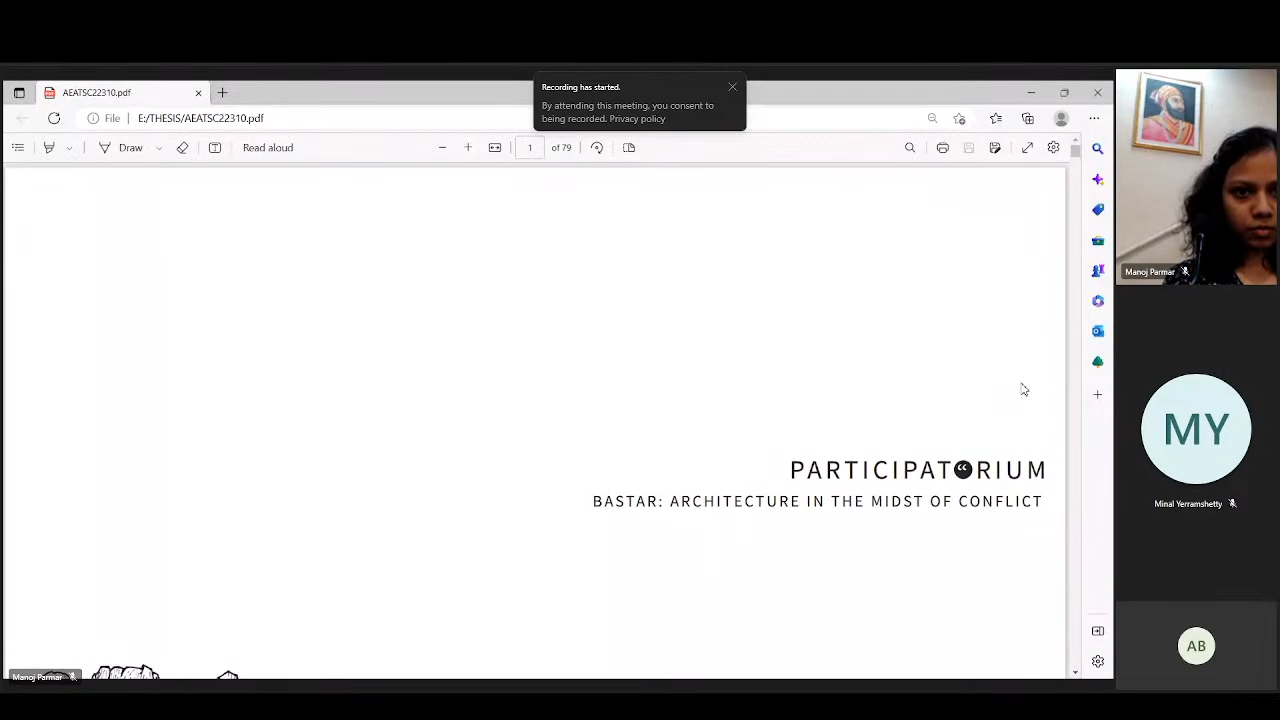 AEATSC22310.pdf
Recording has started.
By attending this meeting, you consent to
being recorded. Privacy policy
File
E:/THESIS/AEATSC22310.pdf
Draw
Read aloud
1
of 79
PARTICIPAT“RIUM
BASTAR: ARCHITECTURE IN THE MIDST OF CONFLICT
Manoj Parmar
Manoj Parmar
MY
Minal Yerramshetty
AB